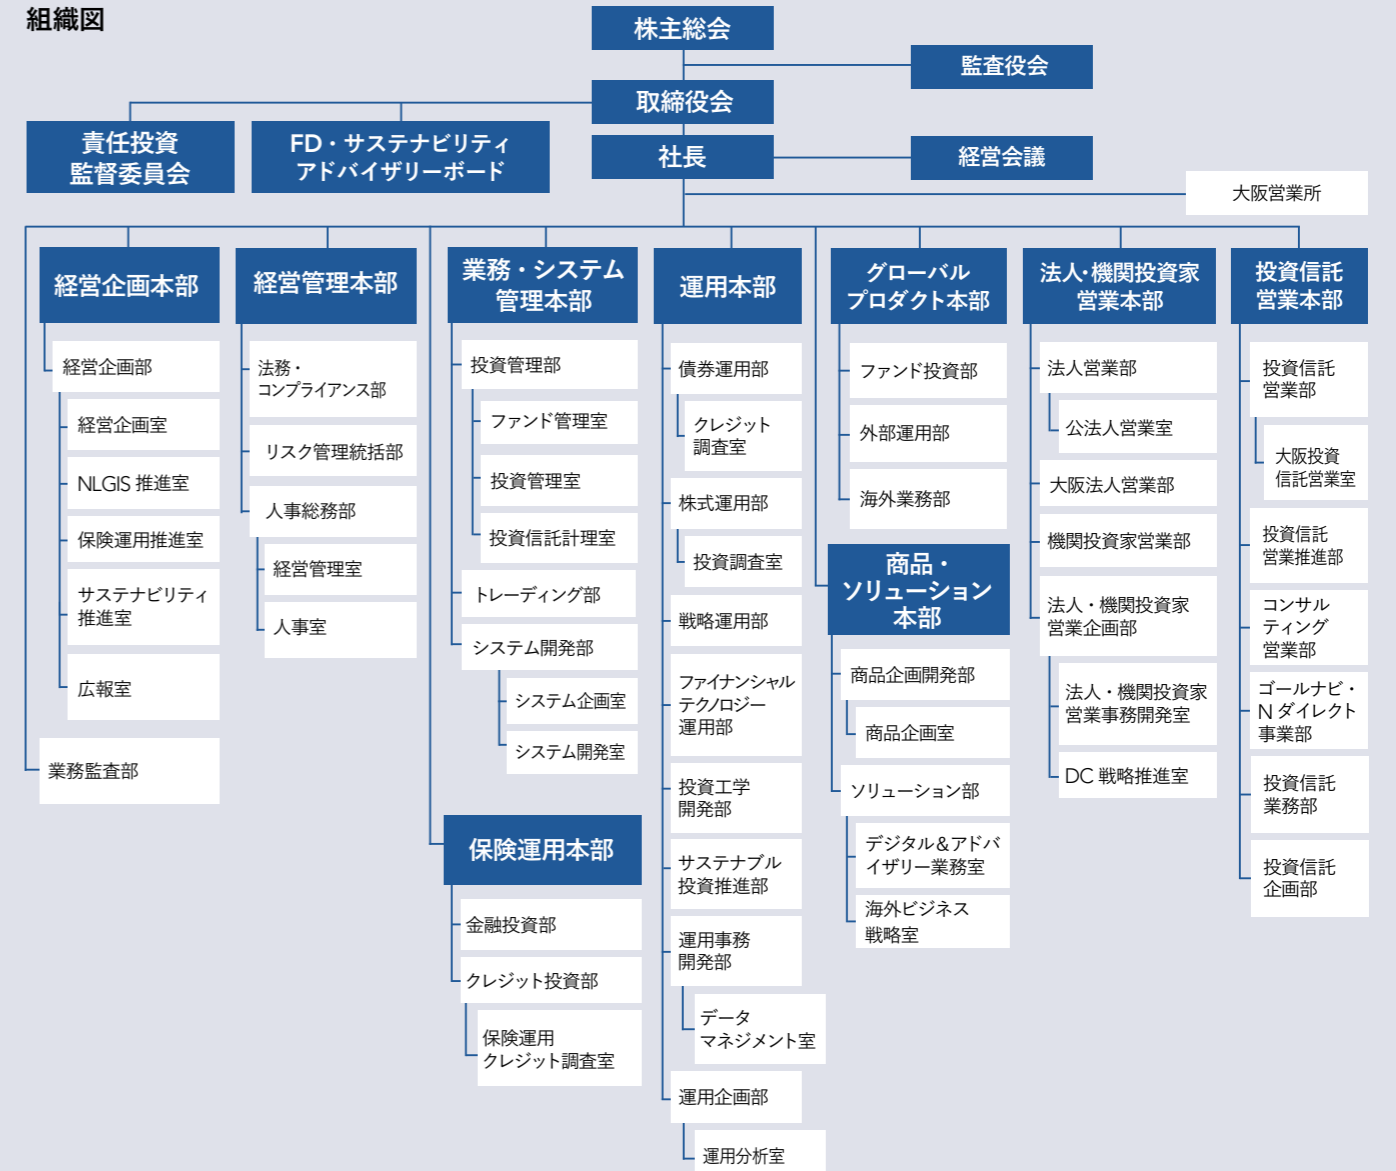 組織図
株主総会
監査役会
取締役会
責任投資
監督委員会
FD・サステナビリティ
アドバイザリーボード
社長
経営会議
大阪営業所
経営企画本部
経営企画部
経営企画室
NLGIS 推進室
保険運用推進室
サステナビリティ
推進室
広報室
業務監査部
経営管理本部
法務・
コンプライアンス部
リスク管理統括部
人事総務部
経営管理室
人事室
業務・システム
管理本部
投資管理部
ファンド管理室
投資管理室
投資信託計理室
トレーディング部
システム開発部
システム企画室
システム開発室
保険運用本部
金融投資部
クレジット投資部
保険運用
クレジット調査室
運用本部
債券運用部
クレジット
調査室
株式運用部
投資調査室
戦略運用部
ファイナンシャル
テクノロジー
運用部
投資工学
開発部
サステナブル
投資推進部
運用事務
開発部
データ
マネジメント室
運用企画部
運用分析室
グローバル
プロダクト本部
ファンド投資部
外部運用部
海外業務部
商品・
ソリューション
本部
商品企画開発部
商品企画室
ソリューション部
デジタル&アドバ
イザリー業務室
海外ビジネス
戦略室
法人・機関投資家
営業本部
法人営業部
公法人営業室
大阪法人営業部
機関投資家営業部
法人・機関投資家
営業企画部
法人・機関投資家
営業事務開発室
DC 戦略推進室
投資信託
営業本部
投資信託
営業部
大阪投資
信託営業室
投資信託
営業推進部
コンサル
ティング
営業部
ゴールナビ・
N ダイレクト
事業部
投資信託
業務部
投資信託
企画部